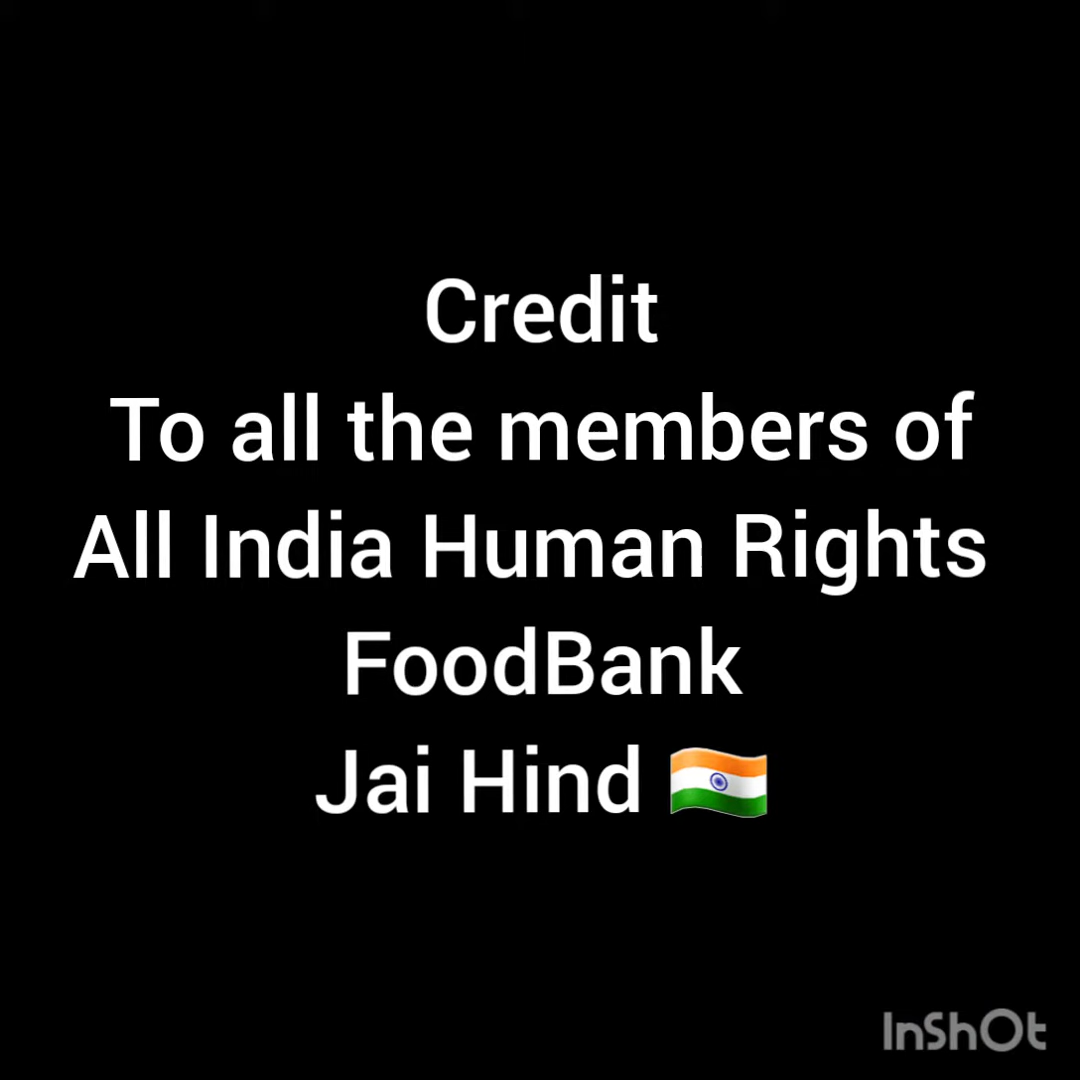 Credit
To all the members of
All India Human Rights
FoodBank
Jai Hind 🇮🇳
InShOt